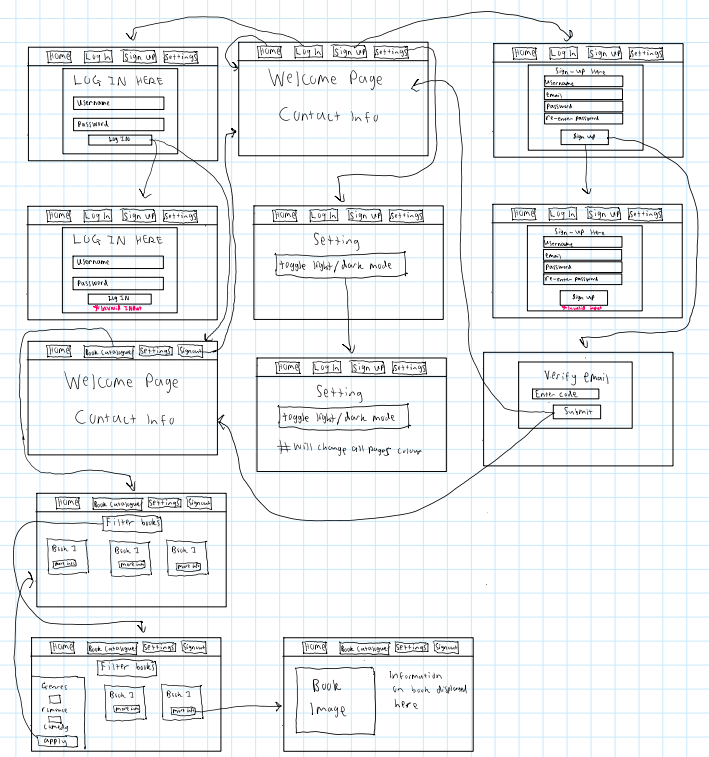 Home Log In Sign up Settings
LOG IN HERE
Username
Password
Log IN
Home Log In Sign up Settings
Welcome Page
Contact Info
Home Log In Sign up Settings
Sign-up Here
Username
Email
Password
re-enter password
Sign up
Home Log In Sign up Settings
LOG IN HERE
Username
Password
Log IN
*Invalid Input
Home Log In Sign up Settings
Setting
toggle light/dark mode
Home Log In Sign up Settings
Sign-up Here
Username
Email
Password
Re-enter password
Sign up
*Invalid input
Home Book Catalogue Settings Signout
Welcome Page
Contact Info
Home Log In Sign up Settings
Setting
toggle light/dark mode
# Will change all pages colour
Verify email
Enter code
Submit
Home Book Catalogue Settings Signout
Filter books
Book 1 Book 2 Book 2
more info more info more info
Home Book Catalogue Settings Signout
Filter books
Genres
Romance
Comedy
apply
Book 2 Book 2
more info more info
Home Book Catalogue Settings Signout
Book
Image
Information
on book displayed
here